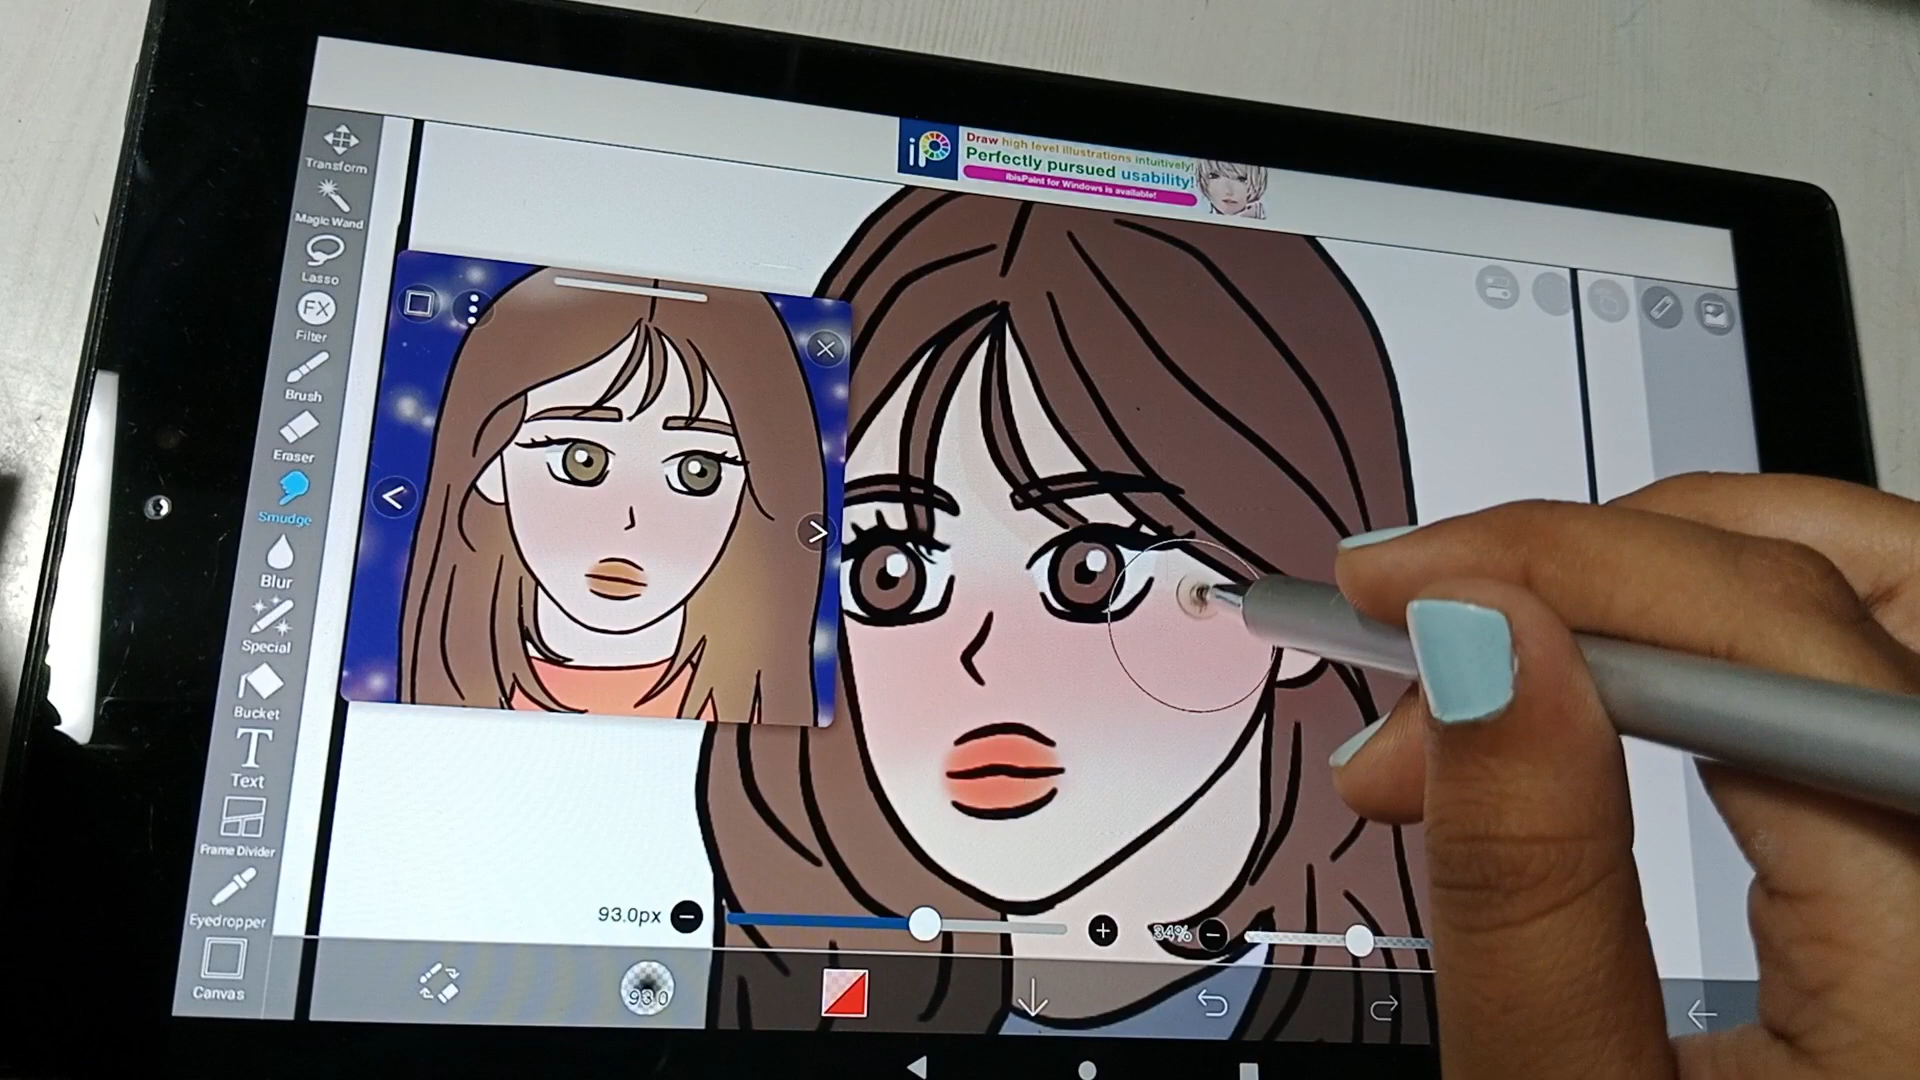 iP
Draw high level illustrations intuitively!
Perfectly pursued usability!
ibisPaint for Windows is available!
Transform
Magic Wand
Lasso
FX
Filter
Brush
Eraser
Smudge
Blur
Special
Bucket
T
Text
Frame Divider
Eyedropper
Canvas
93.0px
34%
93.0